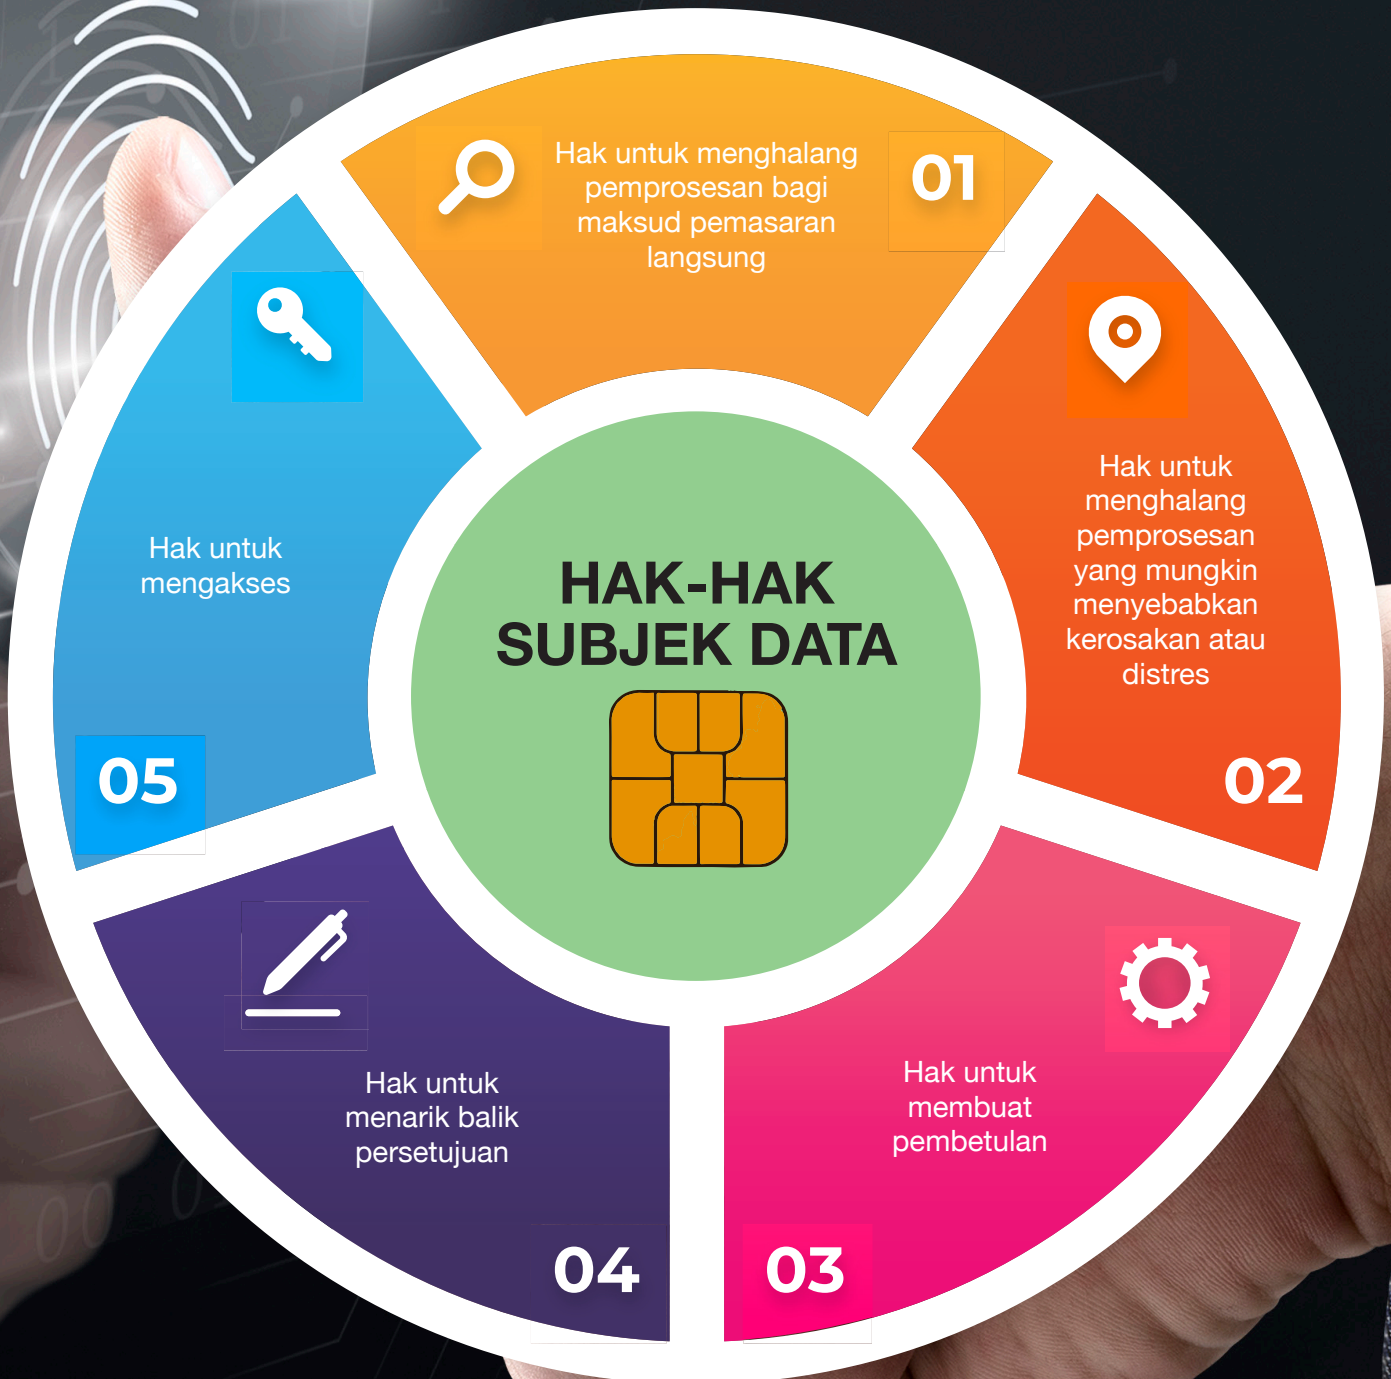 HAK-HAK
SUBJEK DATA
Hak untuk menghalang
pemprosesan bagi
maksud pemasaran
langsung
01
Hak untuk
menghalang
pemprosesan
yang mungkin
menyebabkan
kerosakan atau
distres
02
Hak untuk
membuat
pembetulan
03
Hak untuk
menarik balik
persetujuan
04
Hak untuk
mengakses
05